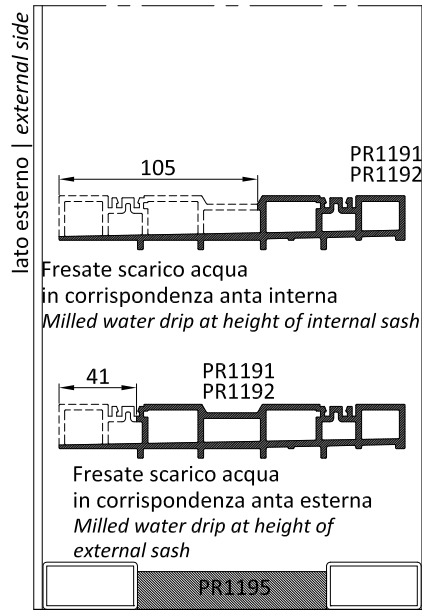 lato esterno | external side
105
PR1191
PR1192
Fresate scarico acqua
in corrispondenza anta interna
Milled water drip at height of internal sash
41
PR1191
PR1192
Fresate scarico acqua
in corrispondenza anta esterna
Milled water drip at height of
external sash
PR1195